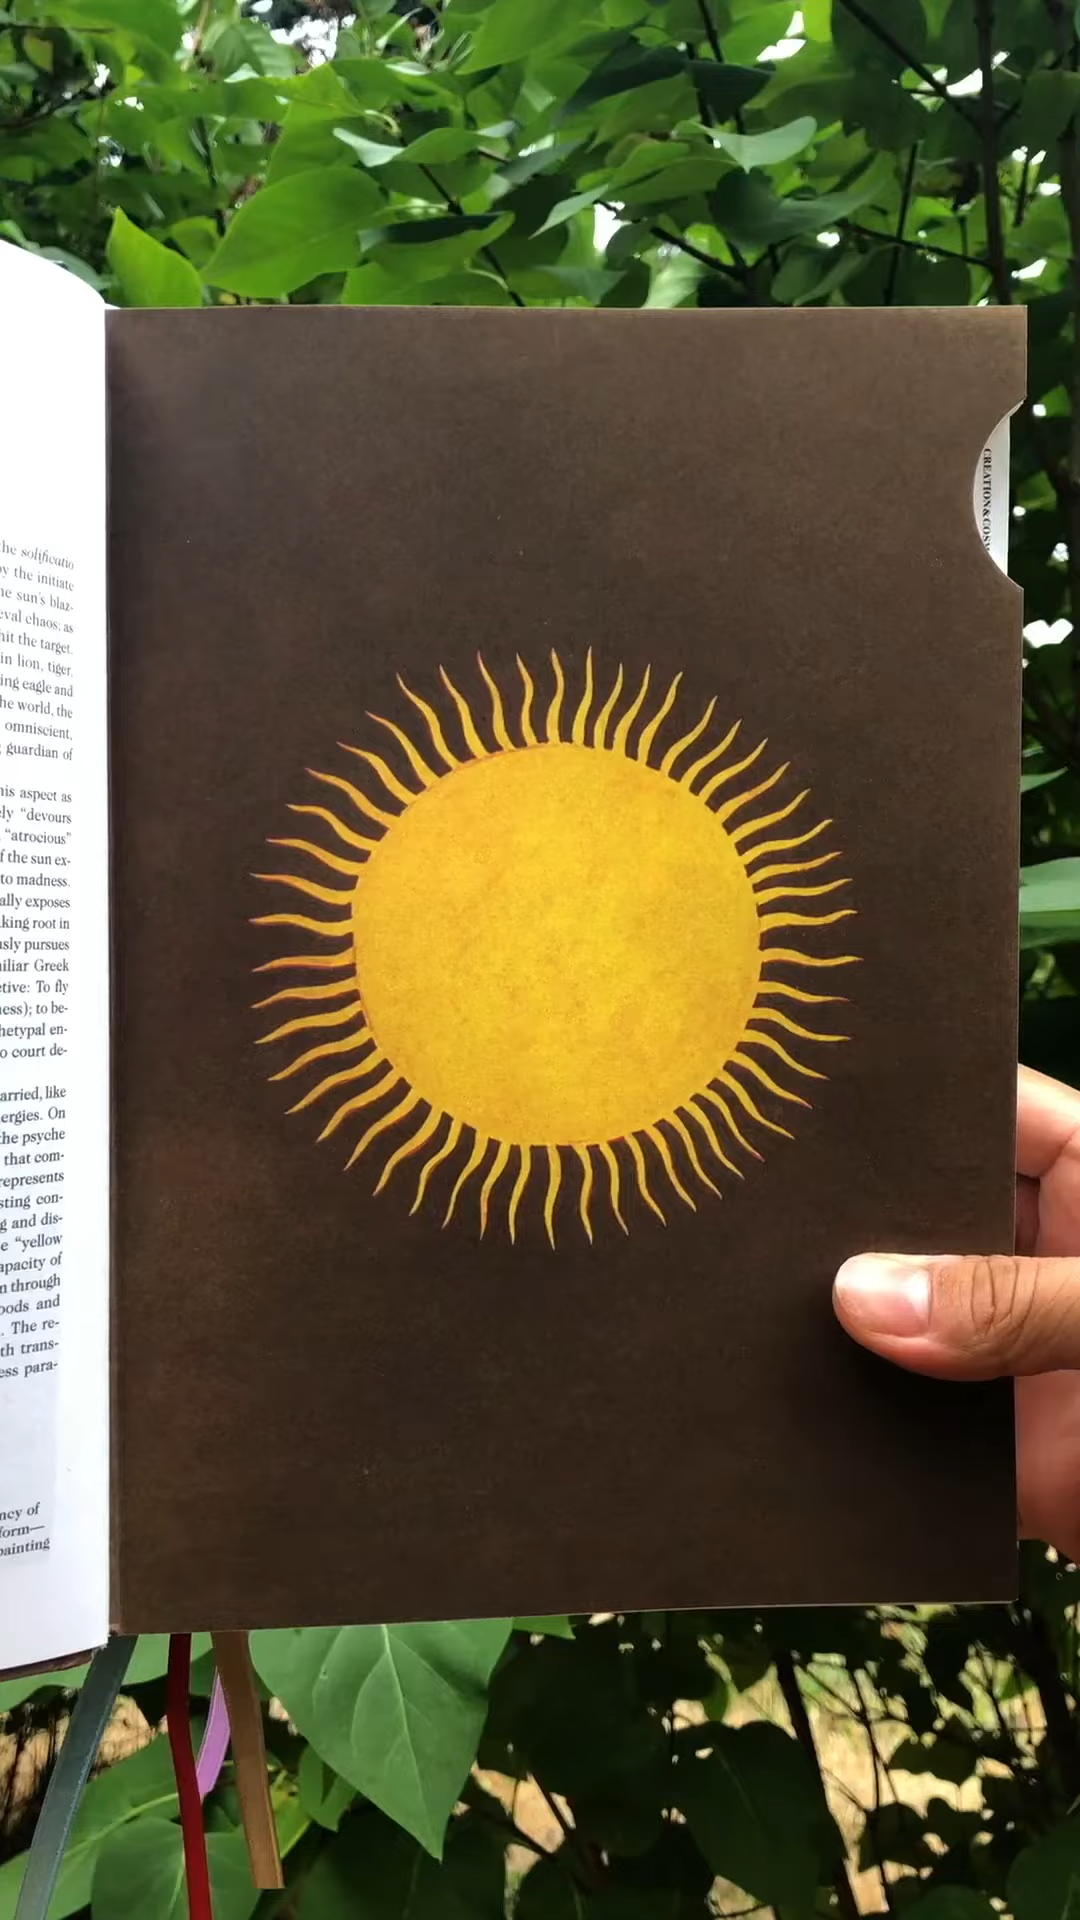 the solificatio
by the initiate
he sun's blaz-
eval chaos; as
hit the target.
in lion, tiger,
ing eagle and
he world, the
omniscient,
guardian of
his aspect as
ely “devours
“atrocious”
f the sun ex-
to madness.
ally exposes
king root in
usly pursues
iliar Greek
ctive: To fly
ness); to be-
hetypal en-
o court de-
arried, like
ergies. On
he psyche
that com-
represents
sting con-
g and dis-
e “yellow
apacity of
n through
oods and
. The re-
th trans-
ess para-
ncy of
form—
painting
CREATION & COS